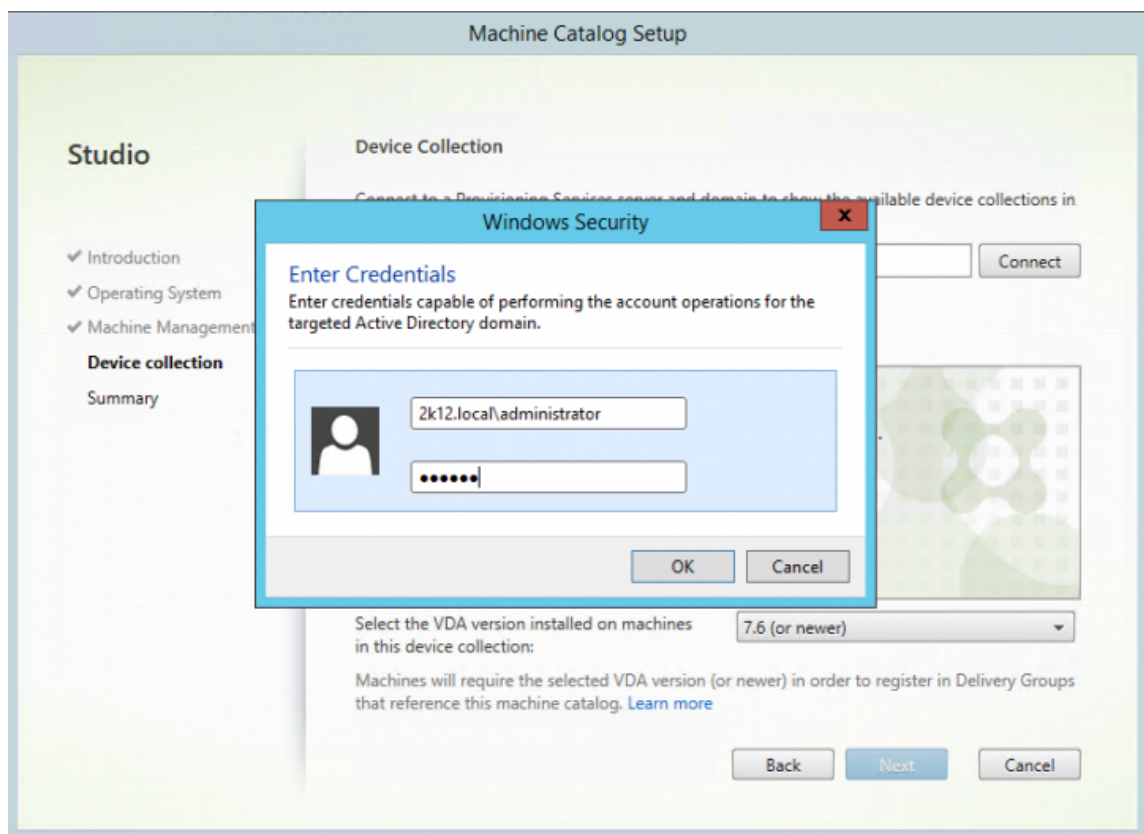 Machine Catalog Setup
Studio
Introduction
Operating System
Machine Management
Device collection
Summary
Device Collection
Connect to a Provisioning Services server and domain to show the available device collections in
Connect
Windows Security
X
Enter Credentials
Enter credentials capable of performing the account operations for the
targeted Active Directory domain.
2k12.local\administrator
••••••
OK
Cancel
Select the VDA version installed on machines
in this device collection:
7.6 (or newer)
Machines will require the selected VDA version (or newer) in order to register in Delivery Groups
that reference this machine catalog. Learn more
Back
Next
Cancel